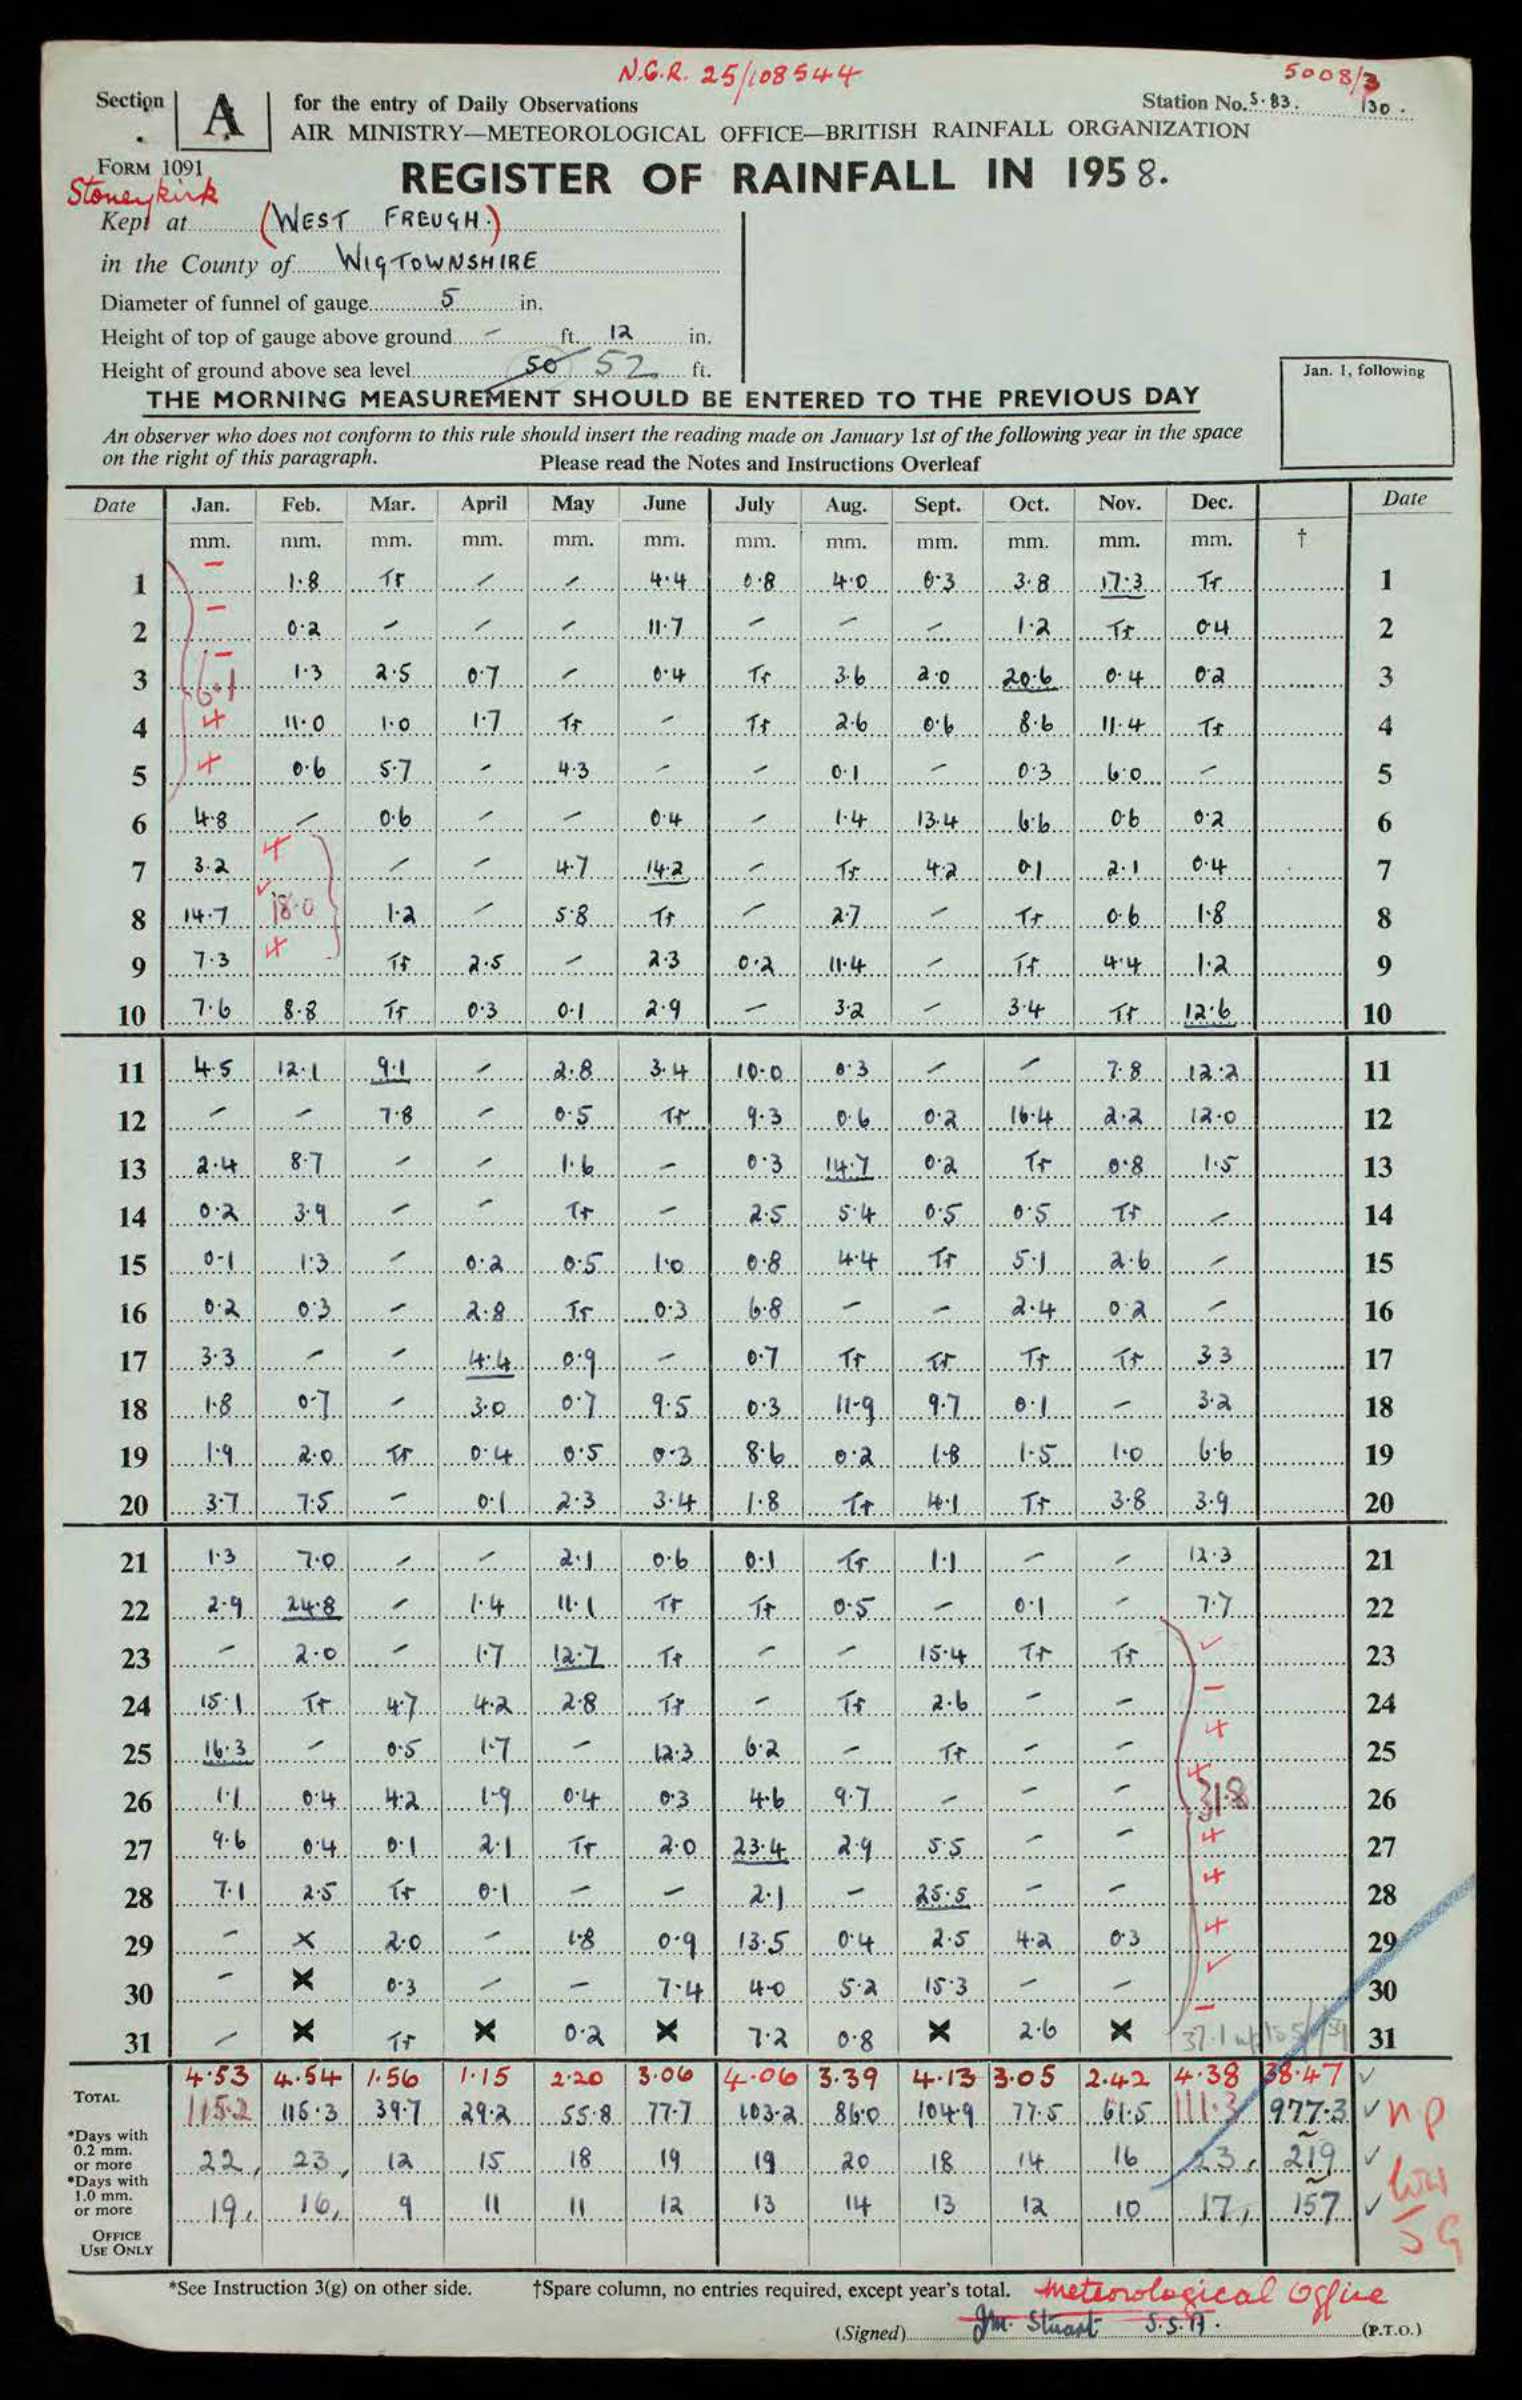 N.G.R. 25/108544
5008/3
Section A for the entry of Daily Observations Station No. S.83. 130.
AIR MINISTRY—METEOROLOGICAL OFFICE—BRITISH RAINFALL ORGANIZATION
FORM 1091
REGISTER OF RAINFALL IN 1958.
Stoneykirk
Kept at (WEST FREUGH.)
in the County of WIGTOWNSHIRE
Diameter of funnel of gauge 5 in.
Height of top of gauge above ground - ft. 12 in.
Height of ground above sea level 50 52 ft.
Jan. 1, following
THE MORNING MEASUREMENT SHOULD BE ENTERED TO THE PREVIOUS DAY
An observer who does not conform to this rule should insert the reading made on January 1st of the following year in the space
on the right of this paragraph. Please read the Notes and Instructions Overleaf
Date Jan. Feb. Mar. April May June July Aug. Sept. Oct. Nov. Dec. Date
mm. mm. mm. mm. mm. mm. mm. mm. mm. mm. mm. mm. †
1 - 1.8 Tr - - 4.4 0.8 4.0 0.3 3.8 17.3 Tr 1
2 - 0.2 - - - 11.7 - - - 1.2 Tr 0.4 2
3 - 1.3 2.5 0.7 - 0.4 Tr 3.6 2.0 20.6 0.4 0.2 3
4 + 11.0 1.0 1.7 Tr - Tr 2.6 0.6 8.6 11.4 Tr 4
5 + 0.6 5.7 - 4.3 - - 0.1 - 0.3 6.0 - 5
6 4.8 - 0.6 - - 0.4 - 1.4 13.4 6.6 0.6 0.2 6
7 3.2 + - - 4.7 14.2 - Tr 4.2 0.1 2.1 0.4 7
8 14.7 ✓ 18.0 1.2 - 5.8 Tr - 2.7 - Tr 0.6 1.8 8
9 7.3 + Tr 2.5 - 2.3 0.2 11.4 - Tr 4.4 1.2 9
10 7.6 8.8 Tr 0.3 0.1 2.9 - 3.2 - 3.4 Tr 12.6 10
11 4.5 12.1 9.1 - 2.8 3.4 10.0 0.3 - - 7.8 12.2 11
12 - - 7.8 - 0.5 Tr 9.3 0.6 0.2 16.4 2.2 12.0 12
13 2.4 8.7 - - 1.6 - 0.3 14.7 0.2 Tr 0.8 1.5 13
14 0.2 3.9 - - Tr - 2.5 5.4 0.5 0.5 Tr - 14
15 0.1 1.3 - 0.2 0.5 1.0 0.8 4.4 Tr 5.1 2.6 - 15
16 0.2 0.3 - 2.8 Tr 0.3 6.8 - - 2.4 0.2 - 16
17 3.3 - - 4.4 0.9 - 0.7 Tr Tr Tr Tr 3.3 17
18 1.8 0.7 - 3.0 0.7 9.5 0.3 11.9 9.7 0.1 - 3.2 18
19 1.9 2.0 Tr 0.4 0.5 0.3 8.6 0.2 1.8 1.5 1.0 6.6 19
20 3.7 7.5 - 0.1 2.3 3.4 1.8 Tr 4.1 Tr 3.8 3.9 20
21 1.3 7.0 - - 2.1 0.6 0.1 Tr 1.1 - - 12.3 21
22 2.9 24.8 - 1.4 11.1 Tr Tr 0.5 - 0.1 - 7.7 22
23 - 2.0 - 1.7 12.7 Tr - - 15.4 Tr Tr ✓ 23
24 15.1 Tr 4.7 4.2 2.8 Tr - Tr 2.6 - - - 24
25 16.3 - 0.5 1.7 - 12.3 6.2 - Tr - - + 25
26 1.1 0.4 4.2 1.9 0.4 0.3 4.6 9.7 - - - + 31.8 26
27 9.6 0.4 0.1 2.1 Tr 2.0 23.4 2.9 5.5 - - + 27
28 7.1 2.5 Tr 0.1 - - 2.1 - 25.5 - - + 28
29 - x 2.0 - 1.8 0.9 13.5 0.4 2.5 4.2 0.3 + 29
30 - x 0.3 - - 7.4 4.0 5.2 15.3 - - ✓ 30
31 - x Tr x 0.2 x 7.2 0.8 x 2.6 x - 37.1 31
4.53 4.54 1.56 1.15 2.20 3.06 4.06 3.39 4.13 3.05 2.42 4.38 38.47 ✓
TOTAL 115.2 115.3 39.7 29.2 55.8 77.7 103.2 86.0 104.9 77.5 61.5 111.3 977.3 ✓ np
*Days with
0.2 mm.
or more 22 23 12 15 18 19 19 20 18 14 16 23 219 ✓
*Days with
1.0 mm.
or more 19 16 9 11 11 12 13 14 13 12 10 17 157 ✓
OFFICE
USE ONLY
*See Instruction 3(g) on other side. †Spare column, no entries required, except year's total. Meteorological Office
(Signed) J.M. Stuart S.S.A. (P.T.O.)